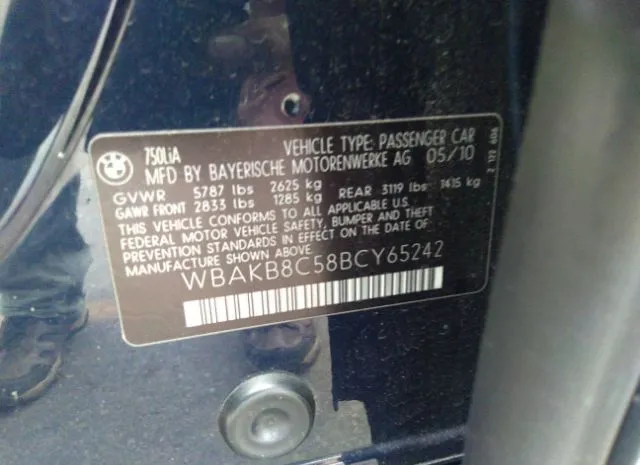 BMW
750LiA
VEHICLE TYPE: PASSENGER CAR
MFD BY BAYERISCHE MOTORENWERKE AG 05/10
GVWR 5787 lbs 2625 kg
GAWR FRONT 2833 lbs 1285 kg REAR 3119 lbs 1415 kg
THIS VEHICLE CONFORMS TO ALL APPLICABLE
FEDERAL MOTOR VEHICLE SAFETY, BUMPER AND THEFT
PREVENTION STANDARDS IN EFFECT ON THE DATE OF
MANUFACTURE SHOWN ABOVE
WBAKB8C58BCY65242